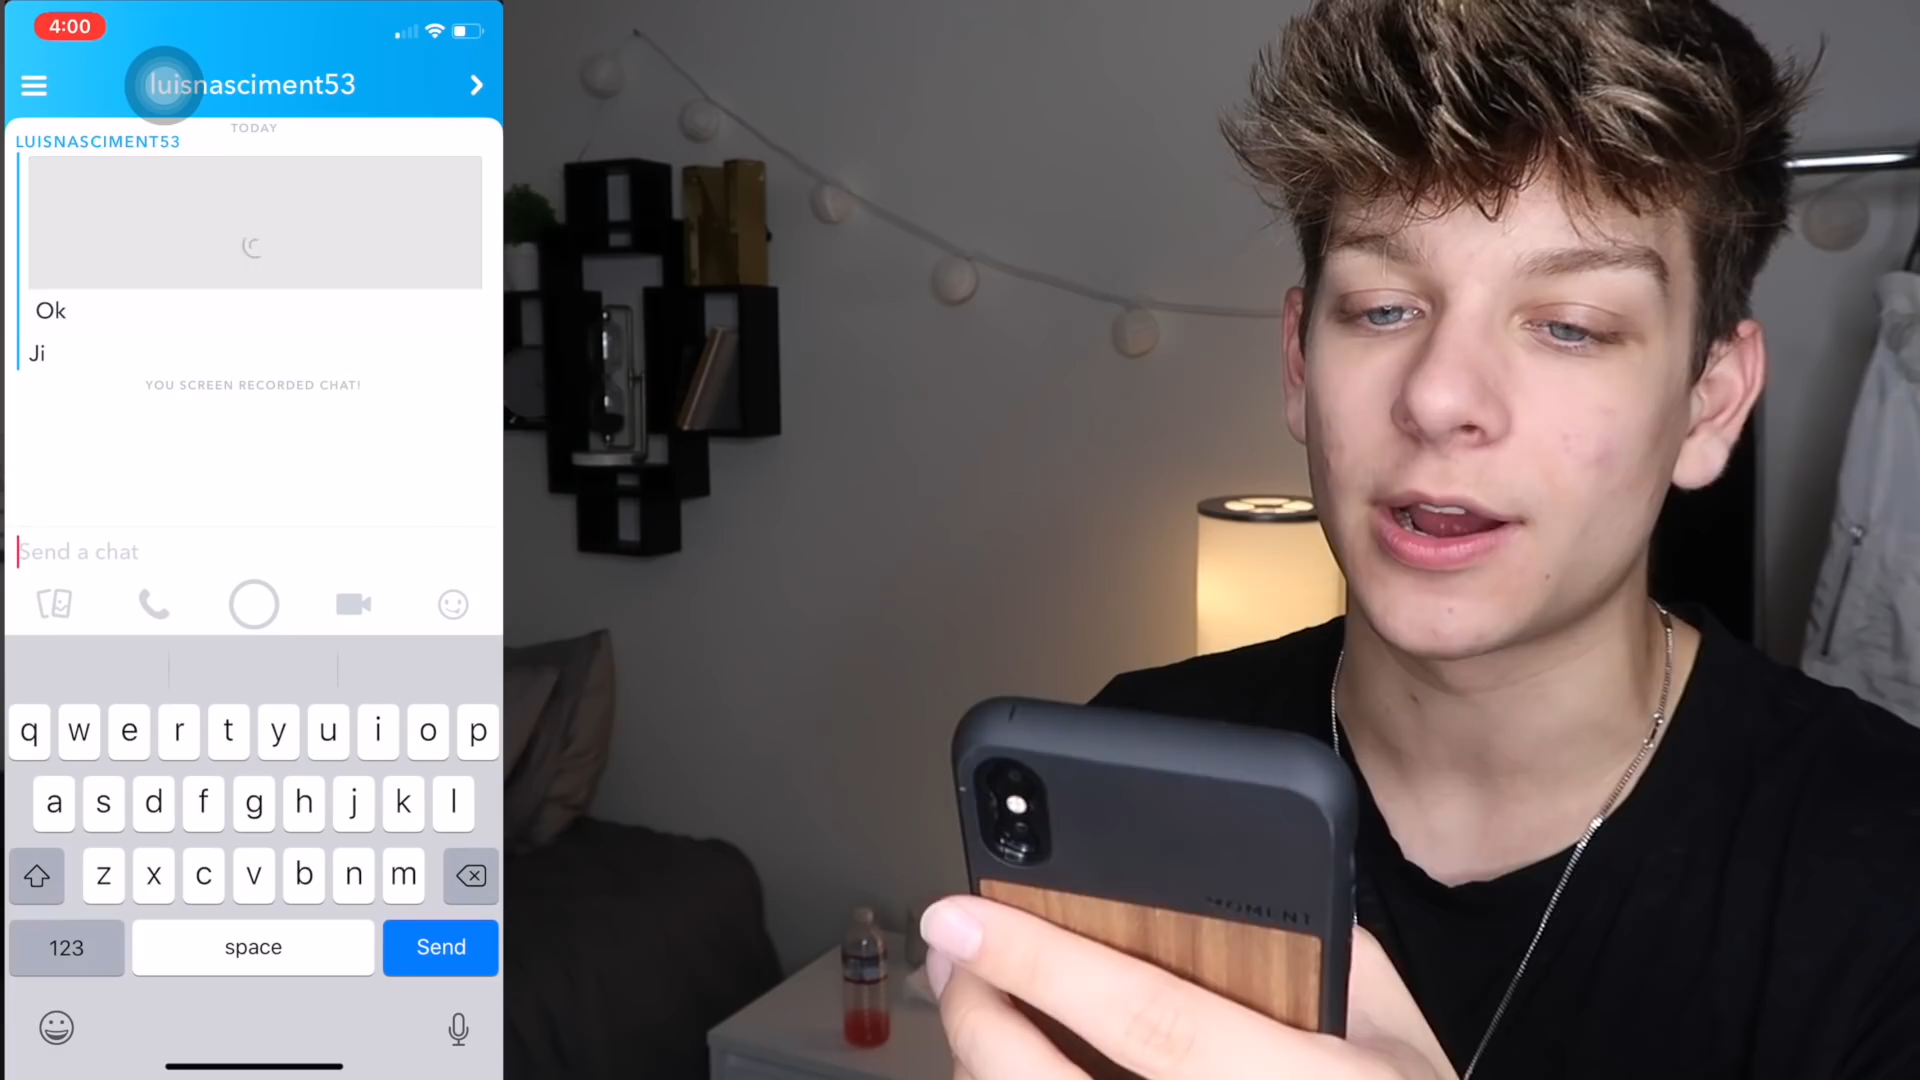 4:00
luisnasciment53
TODAY
LUISNASCIMENT53
Ok
Ji
YOU SCREEN RECORDED CHAT!
Send a chat
q w e r t y u i o p
a s d f g h j k l
z x c v b n m
123 space Send
MOMENT